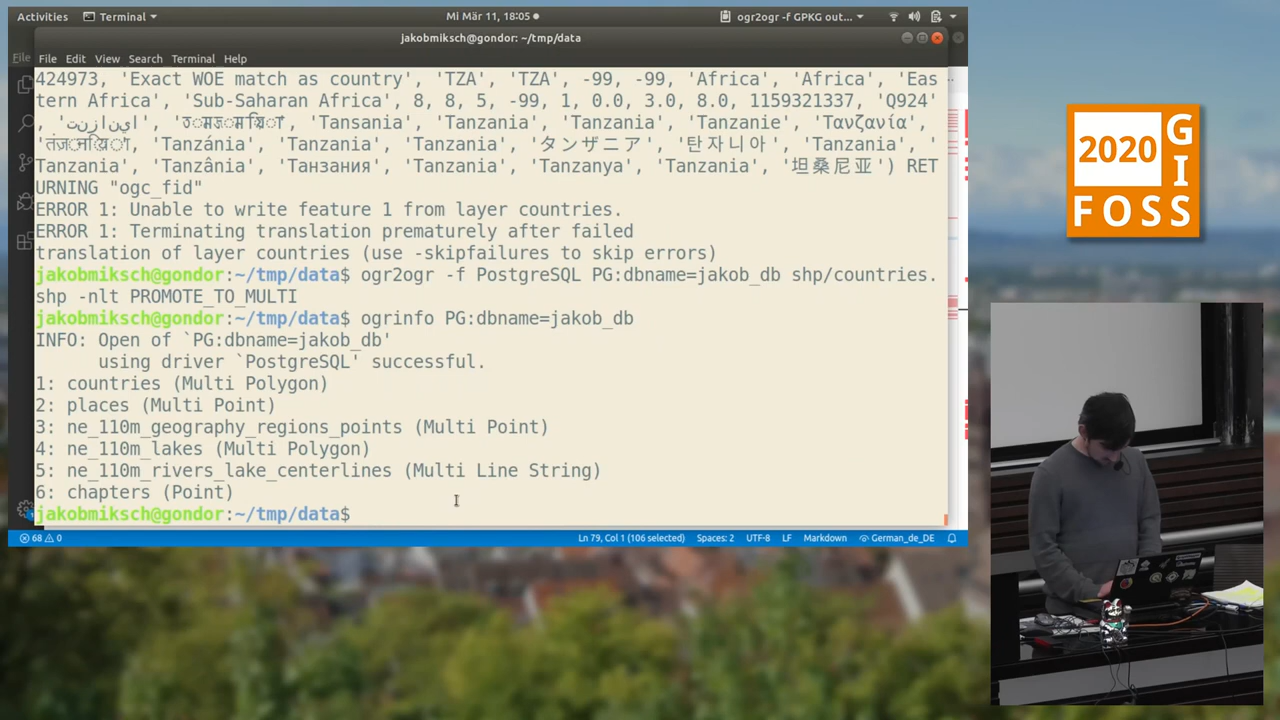 Activities Terminal Mi Mär 11, 18:05 ogr2ogr -f GPKG out...
jakobmiksch@gondor: ~/tmp/data
File File Edit View Search Terminal Help
424973, 'Exact WOE match as country', 'TZA', 'TZA', -99, -99, 'Africa', 'Africa', 'Eas
tern Africa', 'Sub-Saharan Africa', 8, 8, 5, -99, 1, 0.0, 3.0, 8.0, 1159321337, 'Q924'
'Tansania', 'Tanzania', 'Tanzania', 'Tanzanie', 'Τανζανία',
'Tanzánia', 'Tanzania', 'Tanzania', 'タンザニア', '탄자니아', 'Tanzania', '
Tanzania', 'Tanzânia', 'Танзания', 'Tanzania', 'Tanzanya', 'Tanzania', '坦桑尼亚') RET
URNING "ogc_fid"
ERROR 1: Unable to write feature 1 from layer countries.
ERROR 1: Terminating translation prematurely after failed
translation of layer countries (use -skipfailures to skip errors)
jakobmiksch@gondor:~/tmp/data$ ogr2ogr -f PostgreSQL PG:dbname=jakob_db shp/countries.
shp -nlt PROMOTE_TO_MULTI
jakobmiksch@gondor:~/tmp/data$ ogrinfo PG:dbname=jakob_db
INFO: Open of `PG:dbname=jakob_db'
using driver `PostgreSQL' successful.
1: countries (Multi Polygon)
2: places (Multi Point)
3: ne_110m_geography_regions_points (Multi Point)
4: ne_110m_lakes (Multi Polygon)
5: ne_110m_rivers_lake_centerlines (Multi Line String)
6: chapters (Point)
jakobmiksch@gondor:~/tmp/data$
68 0 Ln 79, Col 1 (106 selected) Spaces: 2 UTF-8 LF Markdown German_de_DE
2020
GIS
FOSS